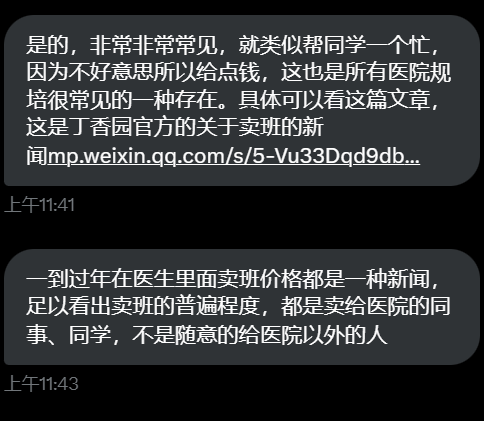 是的，非常非常常见，就类似帮同学一个忙，
因为不好意思所以给点钱，这也是所有医院规
培很常见的一种存在。具体可以看这篇文章，
这是丁香园官方的关于卖班的新
闻mp.weixin.qq.com/s/5-Vu33Dqd9db...
上午11:41
一到过年在医生里面卖班价格都是一种新闻，
足以看出卖班的普遍程度，都是卖给医院的同
事、同学，不是随意的给医院以外的人
上午11:43